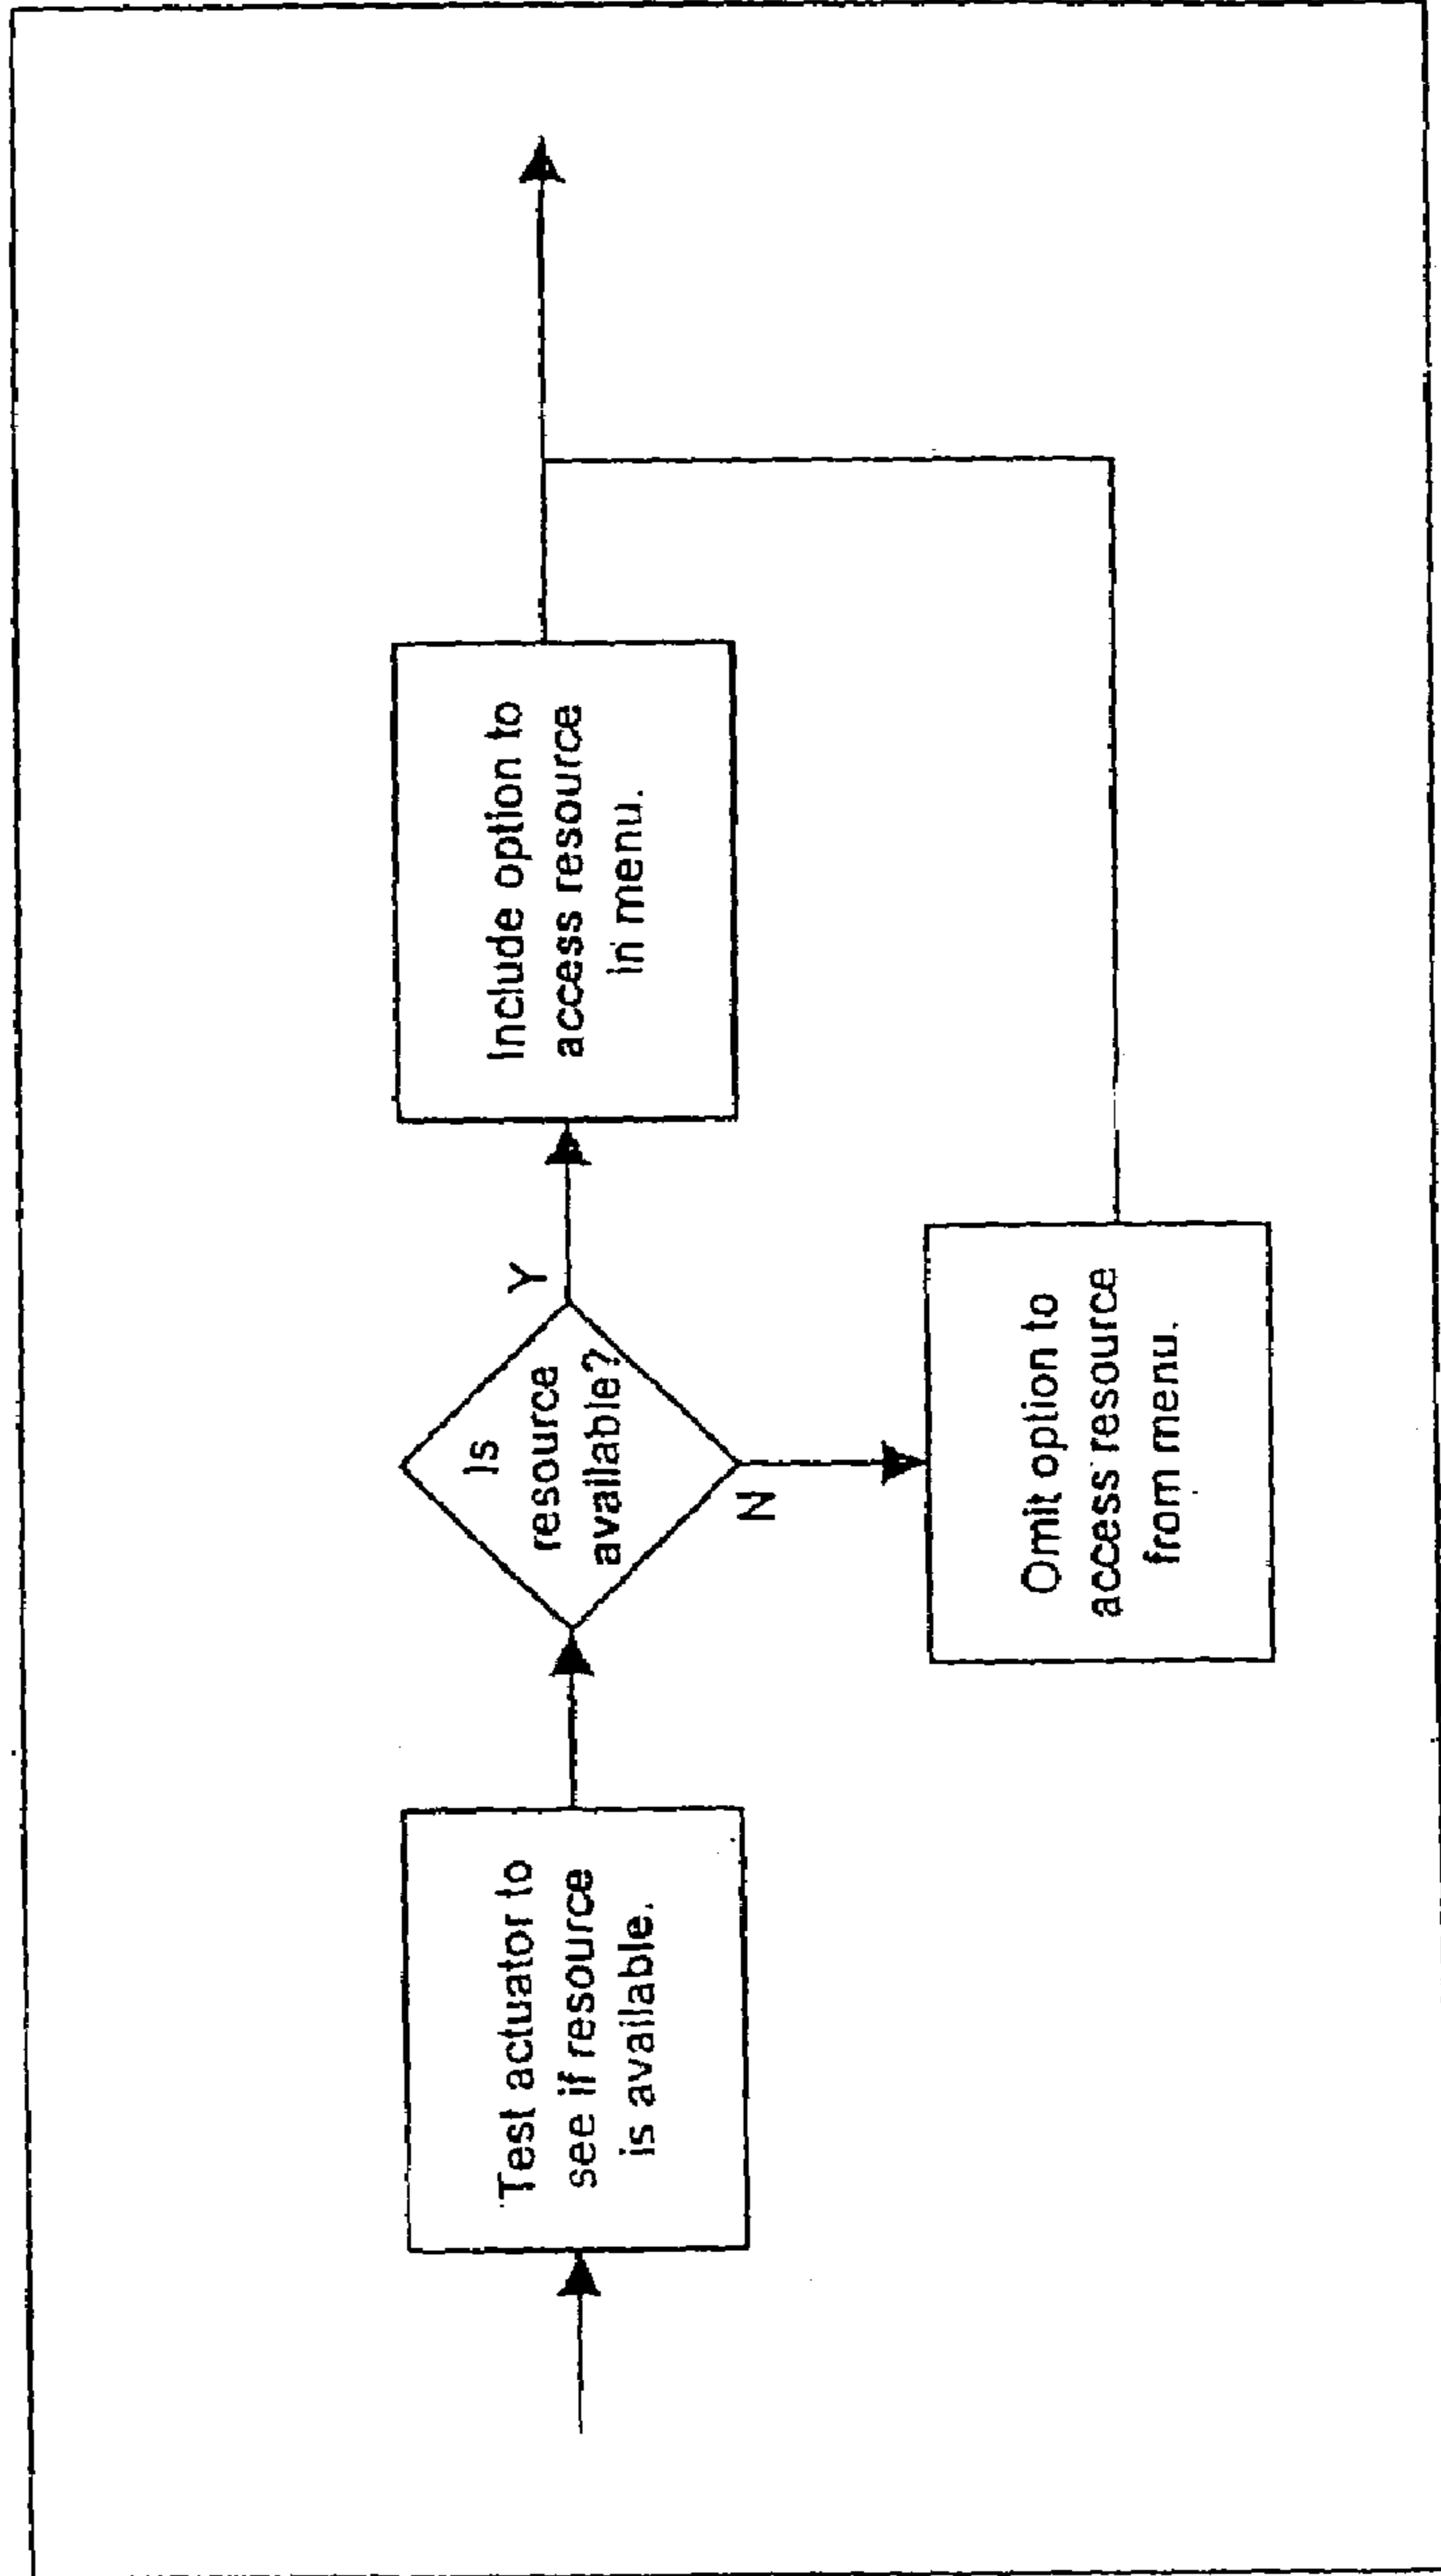 Test actuator to
see if resource
is available.
Is
resource
available?
Y
N
Include option to
access resource
in menu.
Omit option to
access resource
from menu.